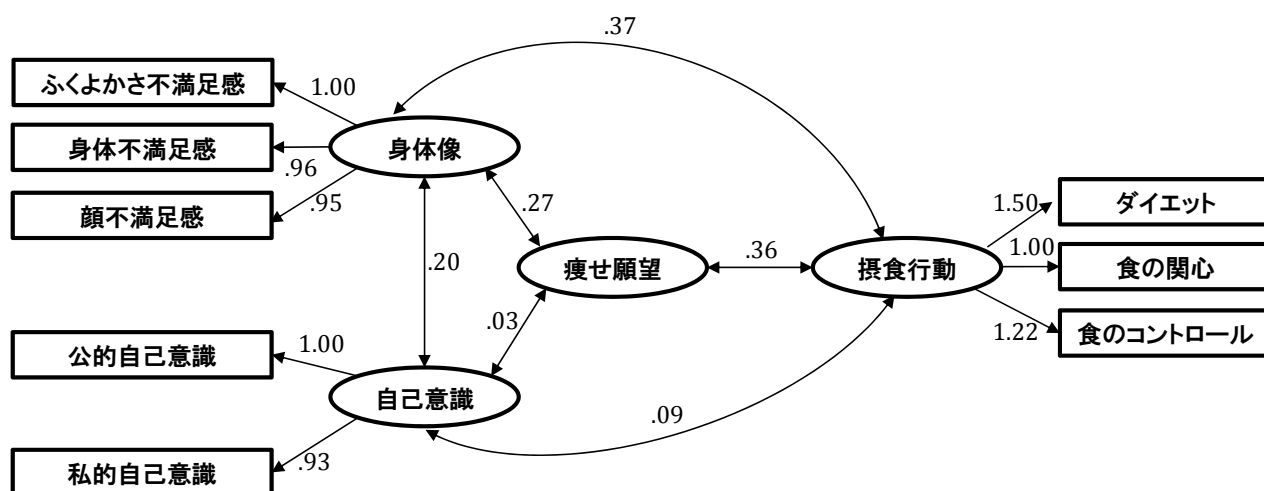 .37
ふくよかさ不満足感
1.00
身体不満足感
.96
身体像
顔不満足感
.95
.27
1.50
ダイエット
.20
痩せ願望
.36
摂食行動
1.00
食の関心
.03
1.22
食のコントロール
公的自己意識
1.00
自己意識
.09
私的自己意識
.93